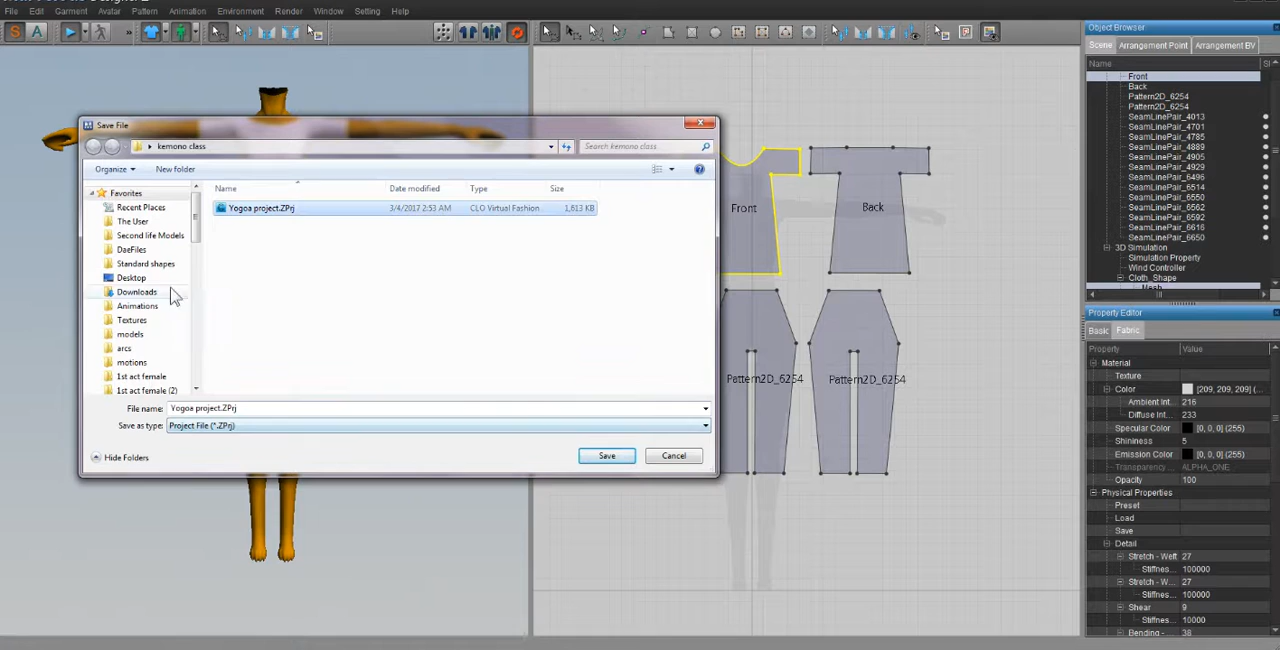 File Edit Garment Avatar Pattern Animation Environment Render Window Setting Help
S A »
Save File
kemono class
Search kemono class
Organize New folder
Favorites
Recent Places
The User
Second life Models
DaeFiles
Standard shapes
Desktop
Downloads
Animations
Textures
models
arcs
motions
1st act female
1st act female (2)
Name Date modified Type Size
Yogoa project.ZPrj 3/4/2017 2:53 AM CLO Virtual Fashion 1,613 KB
File name: Yogoa project.ZPrj
Save as type: Project File (*.ZPrj)
Hide Folders
Save Cancel
Front Back
Pattern2D_6254 Pattern2D_6254
Object Browser
Scene Arrangement Point Arrangement BV
Name
Front
Back
Pattern2D_6254
Pattern2D_6254
SeamLinePair_4013
SeamLinePair_4701
SeamLinePair_4785
SeamLinePair_4889
SeamLinePair_4905
SeamLinePair_4929
SeamLinePair_6496
SeamLinePair_6514
SeamLinePair_6550
SeamLinePair_6562
SeamLinePair_6592
SeamLinePair_6616
SeamLinePair_6650
3D Simulation
Simulation Property
Wind Controller
Cloth_Shape
Mesh
Property Editor
Basic Fabric
Property Value
Material
Texture
Color [209, 209, 209] (...
Ambient Int... 216
Diffuse Int... 233
Specular Color [0, 0, 0] (255)
Shininess 5
Emission Color [0, 0, 0] (255)
Transparency ... ALPHA_ONE
Opacity 100
Physical Properties
Preset
Load
Save
Detail
Stretch - Weft 27
Stiffnes... 100000
Stretch - W... 27
Stiffnes... 100000
Shear 9
Stiffnes... 10000
Bending - ... 38